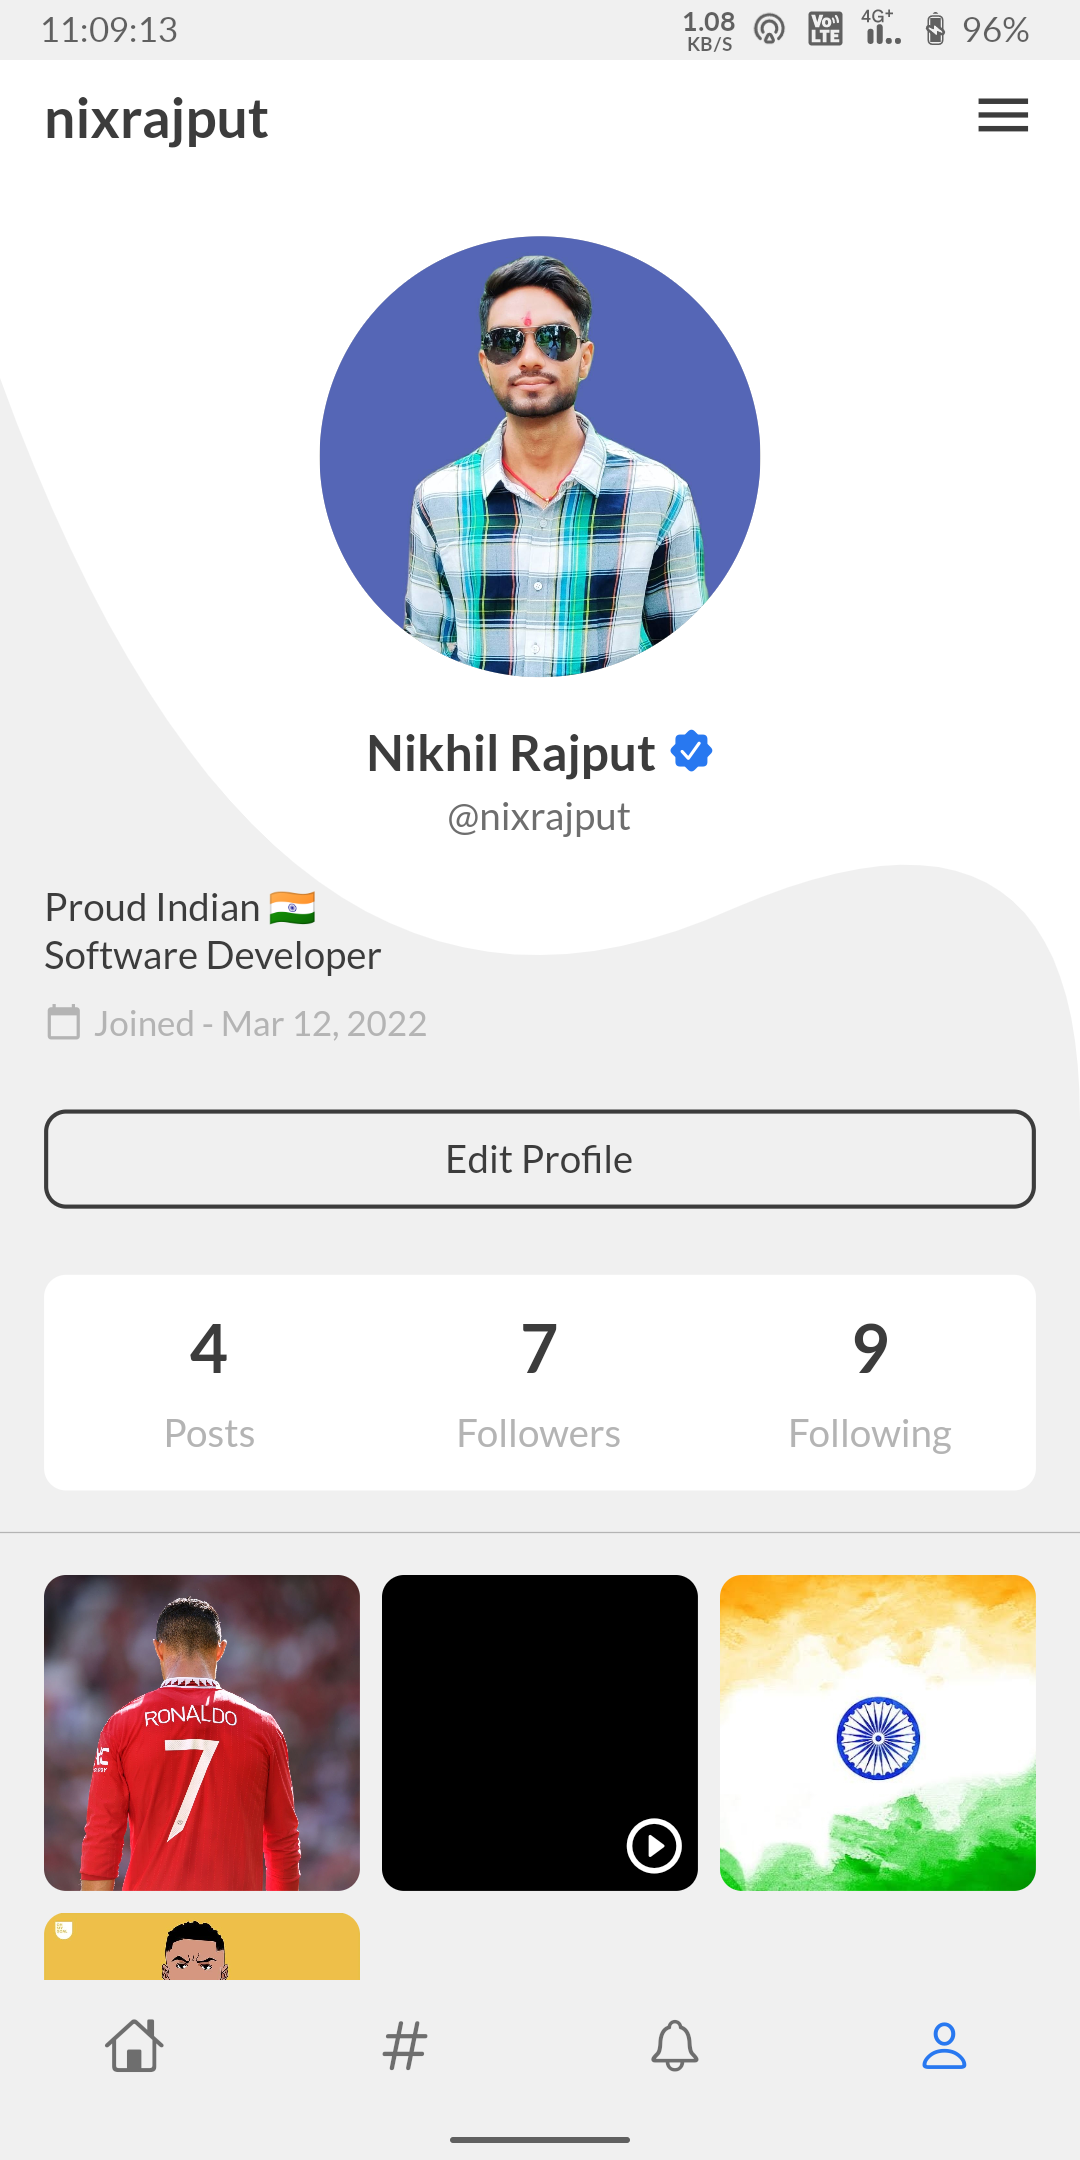 11:09:13
1.08
KB/S
Vo
LTE
4G+
96%
nixrajput
Nikhil Rajput
@nixrajput
Proud Indian 🇮🇳
Software Developer
Joined - Mar 12, 2022
Edit Profile
4
7
9
Posts
Followers
Following
RONALDO
7